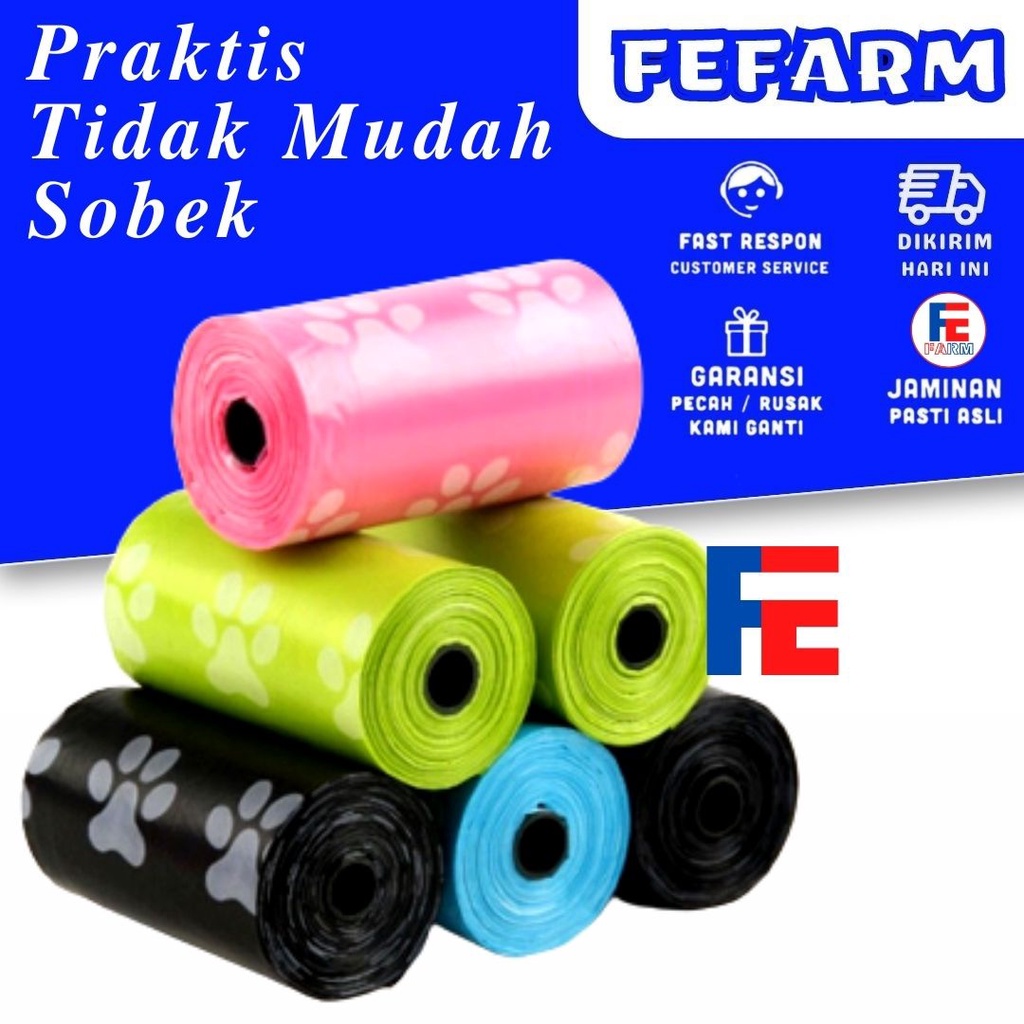 Praktis
Tidak Mudah
Sobek
FEFARM
FAST RESPON
CUSTOMER SERVICE
DIKIRIM
HARI INI
GARANSI
PECAH / RUSAK
KAMI GANTI
FE
FARM
JAMINAN
PASTI ASLI
FE